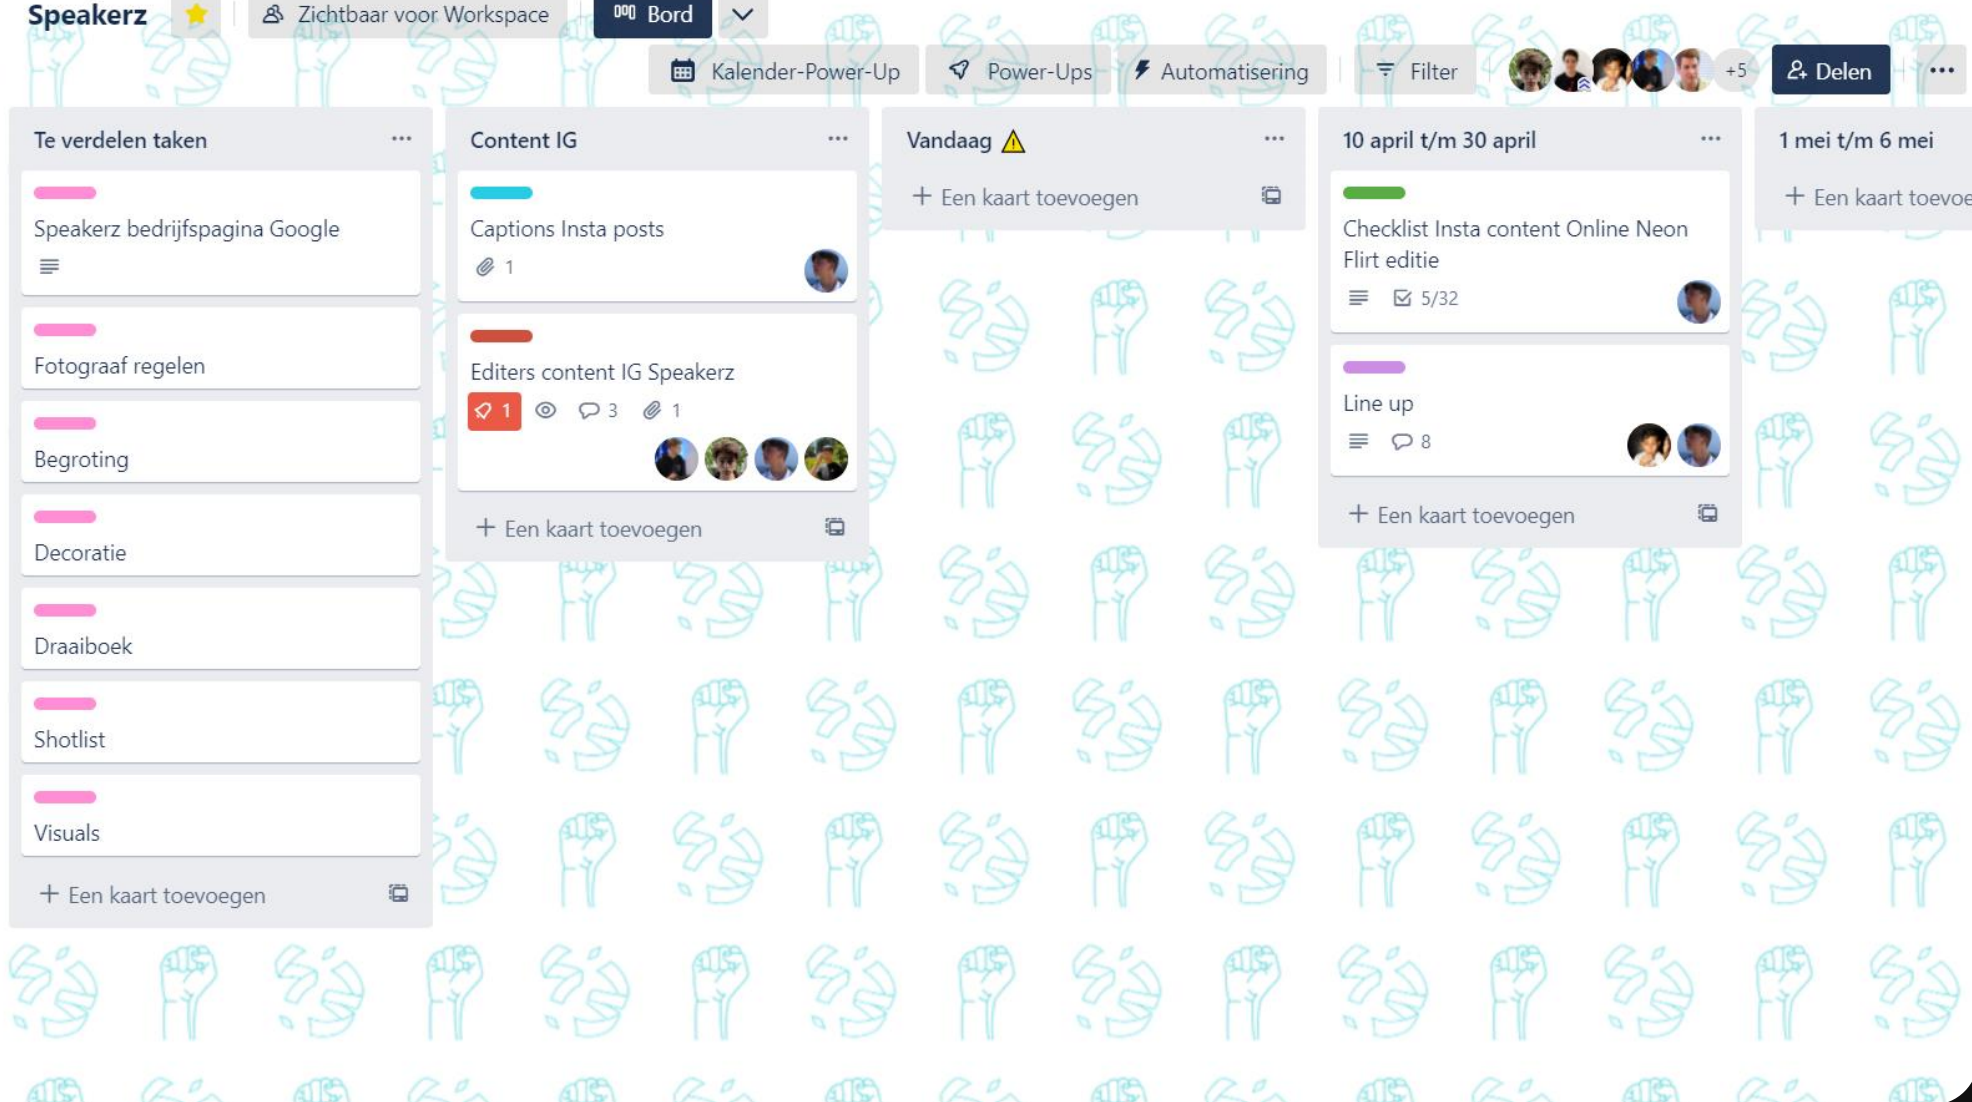 Speakerz
Zichtbaar voor Workspace
Bord
Kalender-Power-Up
Power-Ups
Automatisering
Filter
+5
Delen
Te verdelen taken
Speakerz bedrijfspagina Google
Fotograaf regelen
Begroting
Decoratie
Draaiboek
Shotlist
Visuals
+ Een kaart toevoegen
Content IG
Captions Insta posts
1
Editers content IG Speakerz
1
3
1
+ Een kaart toevoegen
Vandaag ⚠
+ Een kaart toevoegen
10 april t/m 30 april
Checklist Insta content Online Neon
Flirt editie
5/32
Line up
8
+ Een kaart toevoegen
1 mei t/m 6 mei
+ Een kaart toevoe